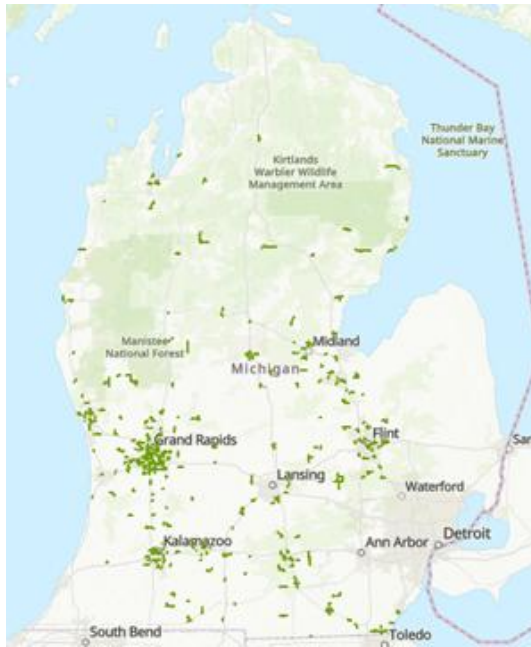 Thunder Bay
National Marine
Sanctuary
Kirtlands
Warbler Wildlife
Management Area
Manistee
National Forest
Midland
Michigan
Grand Rapids
Flint
San
Lansing
Waterford
Kalamazoo
Ann Arbor
Detroit
South Bend
Toledo